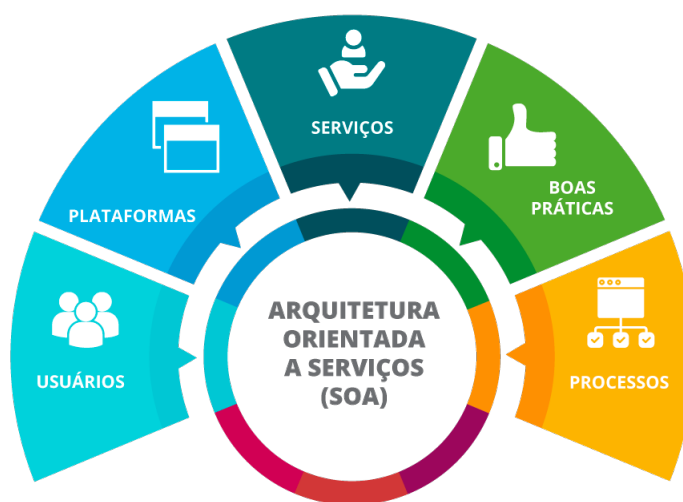 SERVIÇOS
BOAS
PRÁTICAS
PLATAFORMAS
USUÁRIOS
PROCESSOS
ARQUITETURA
ORIENTADA
A SERVIÇOS
(SOA)